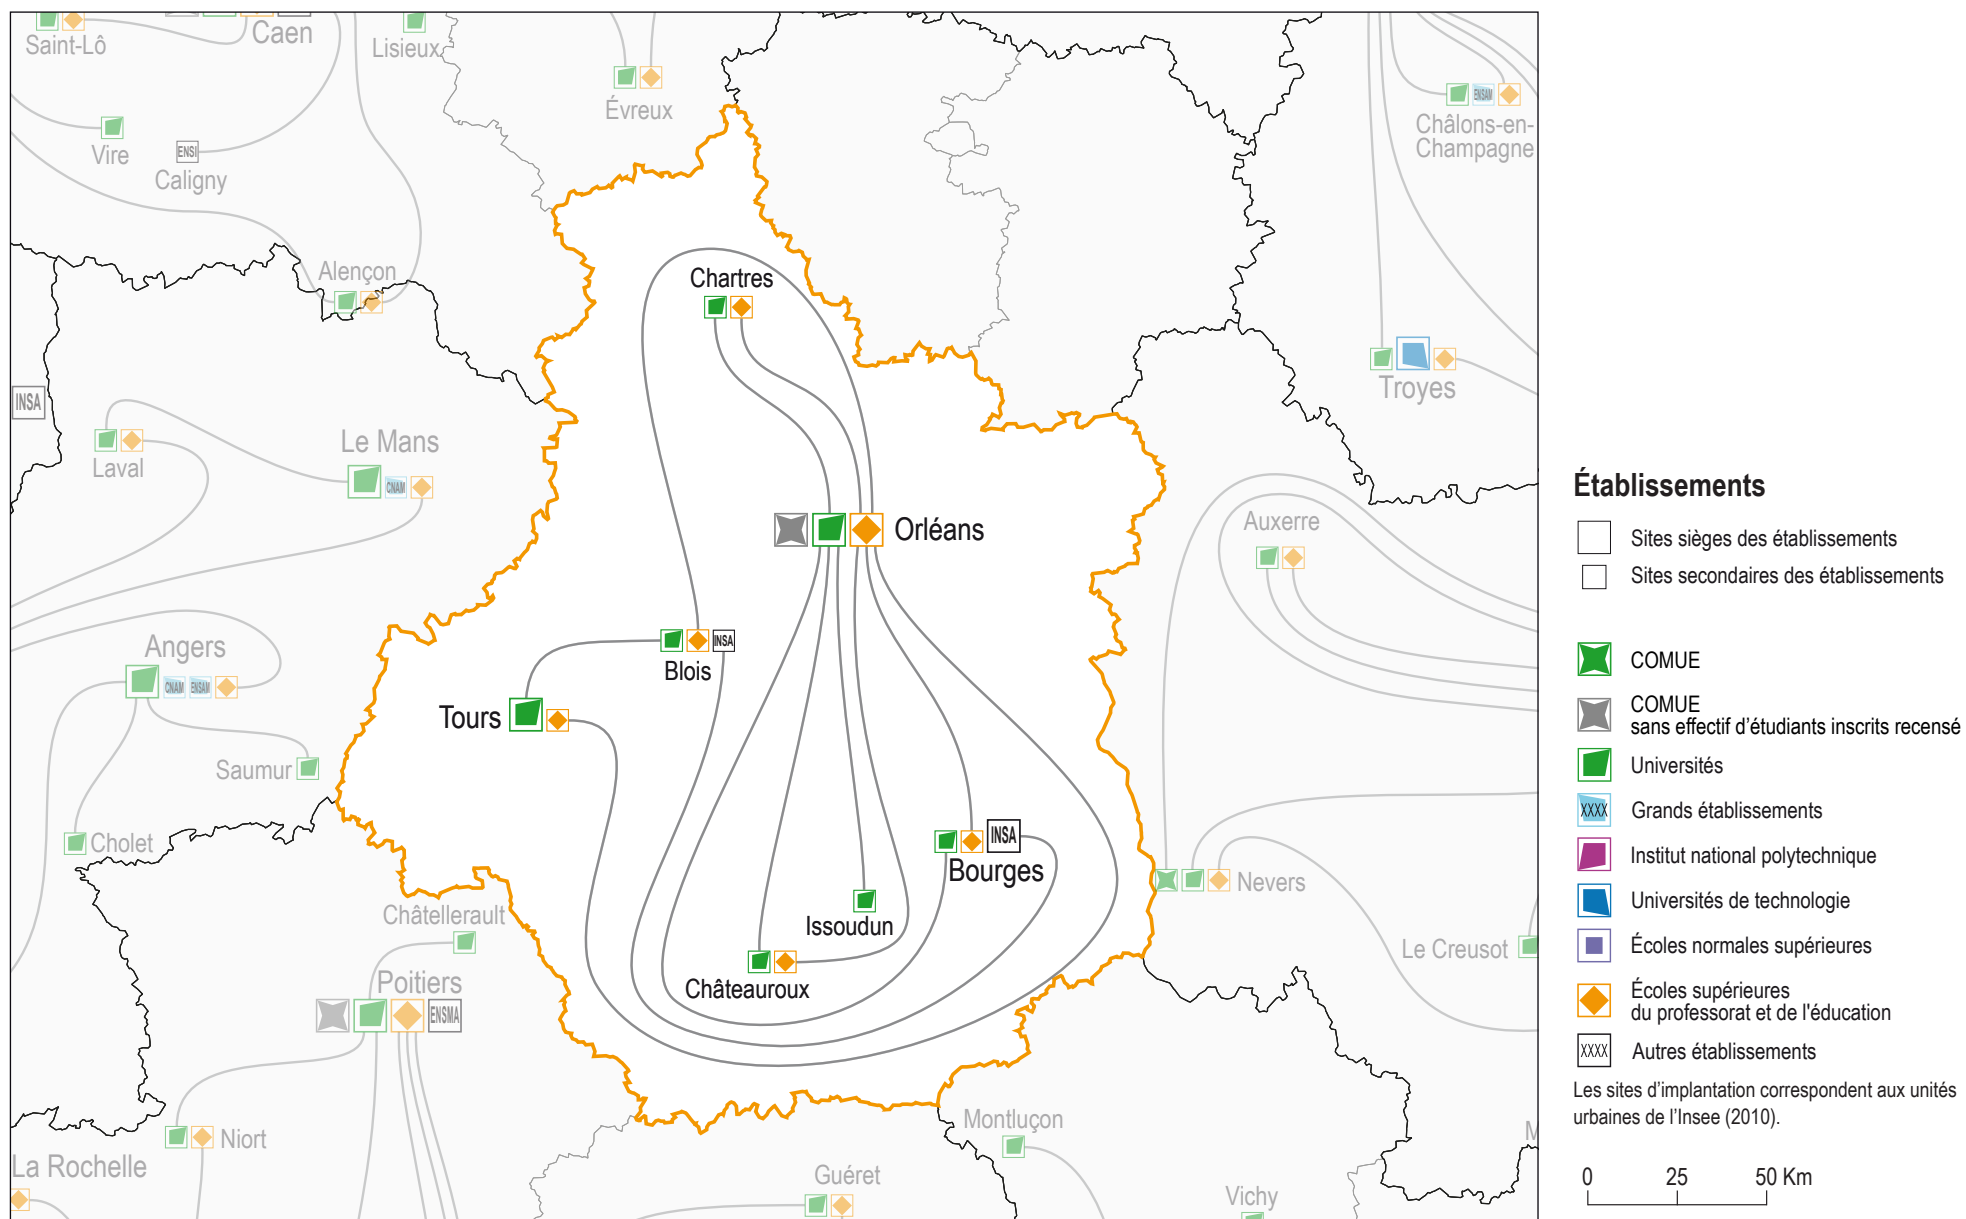 Saint-Lô
Caen
Lisieux
Évreux
ENSAM
Châlons-en-
Champagne
Vire
ENSI
Caligny
Alençon
Chartres
Troyes
INSA
Laval
Le Mans
CNAM
Orléans
Auxerre
Angers
CNAM
ENSAM
INSA
Blois
Tours
Saumur
Cholet
INSA
Bourges
Nevers
Issoudun
Châtellerault
Le Creusot
Châteauroux
Poitiers
ENSMA
Niort
Montluçon
M
La Rochelle
Guéret
Vichy
Établissements
Sites sièges des établissements
Sites secondaires des établissements
COMUE
COMUE
sans effectif d'étudiants inscrits recensé
Universités
XXXX Grands établissements
Institut national polytechnique
Universités de technologie
Écoles normales supérieures
Écoles supérieures
du professorat et de l'éducation
XXXX Autres établissements
Les sites d'implantation correspondent aux unités
urbaines de l'Insee (2010).
0 25 50 Km